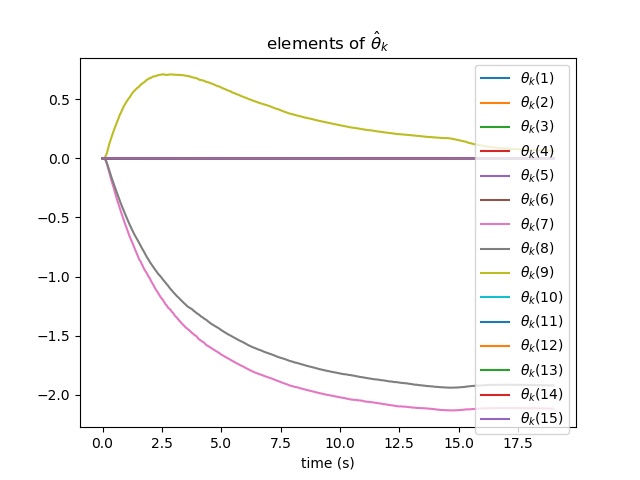 elements of θ̂ₖ
0.5
0.0
−0.5
−1.0
−1.5
−2.0
0.0 2.5 5.0 7.5 10.0 12.5 15.0 17.5
time (s)
θₖ(1)
θₖ(2)
θₖ(3)
θₖ(4)
θₖ(5)
θₖ(6)
θₖ(7)
θₖ(8)
θₖ(9)
θₖ(10)
θₖ(11)
θₖ(12)
θₖ(13)
θₖ(14)
θₖ(15)